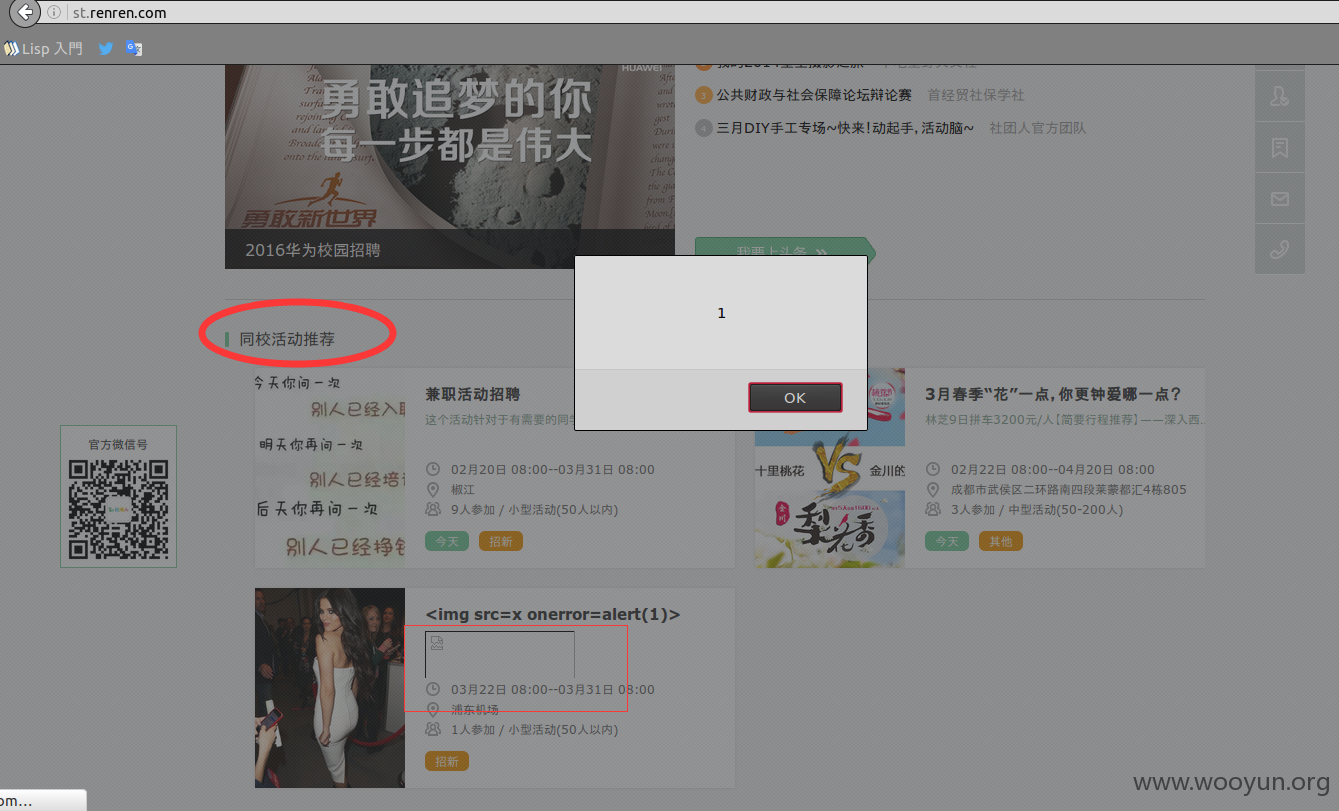 st.renren.com
Lisp 入門
HUAWEI
勇敢追梦的你
每一步都是伟大
勇敢新世界
2016华为校园招聘
3 公共财政与社会保障论坛辩论赛 首经贸社保学社
4 三月DIY手工专场~快来!动起手,活动脑~ 社团人官方团队
我要上头条 »
1
OK
同校活动推荐
官方微信号
今天你问一次
别人已经入职
明天你再问一次
别人已经培
后天你问一次
别人已经挣钱
兼职活动招聘
这个活动针对于有需要的同学
02月20日 08:00--03月31日 08:00
椒江
9人参加 / 小型活动(50人以内)
今天 招新
十里桃花
VS
金川的
梨花香
3月春季“花”一点,你更钟爱哪一点?
林芝9日拼车3200元/人【简要行程推荐】——深入西...
02月22日 08:00--04月20日 08:00
成都市武侯区二环路南四段莱蒙都汇4栋805
3人参加 / 中型活动(50-200人)
今天 其他
<img src=x onerror=alert(1)>
03月22日 08:00--03月31日 08:00
浦东机场
1人参加 / 小型活动(50人以内)
招新
www.wooyun.org
om...